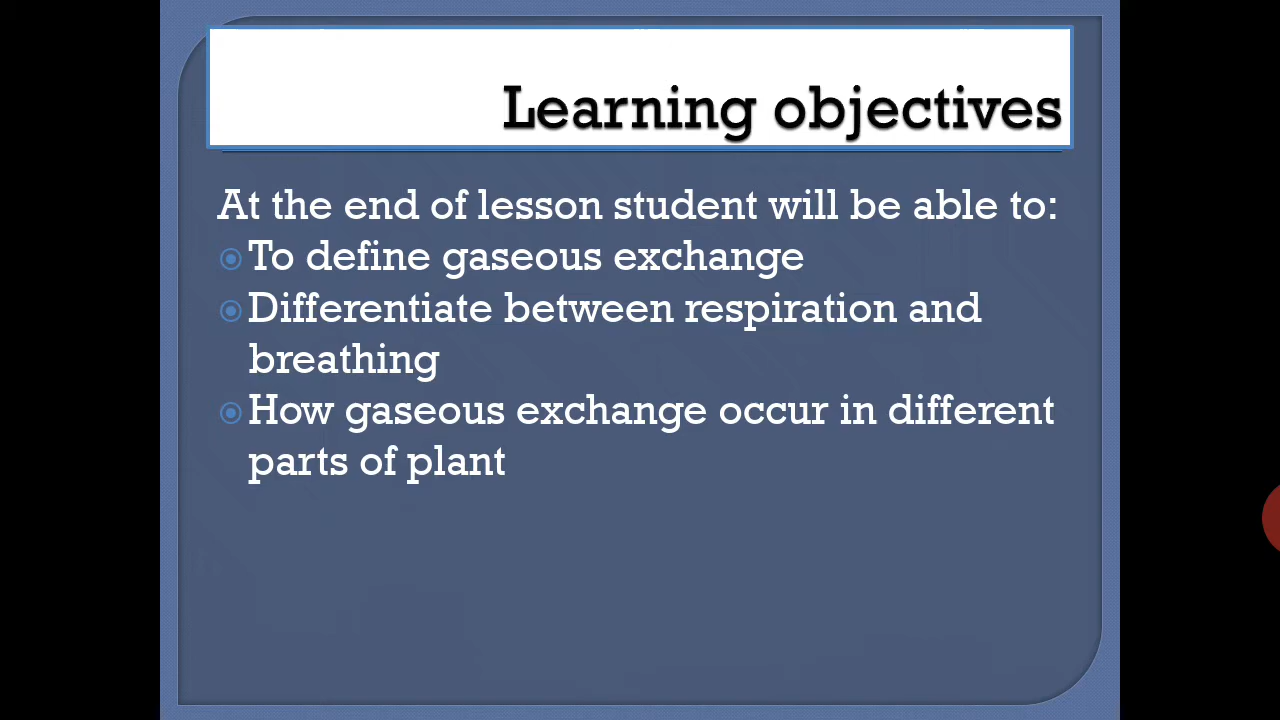 Learning objectives
At the end of lesson student will be able to:
To define gaseous exchange
Differentiate between respiration and
breathing
How gaseous exchange occur in different
parts of plant